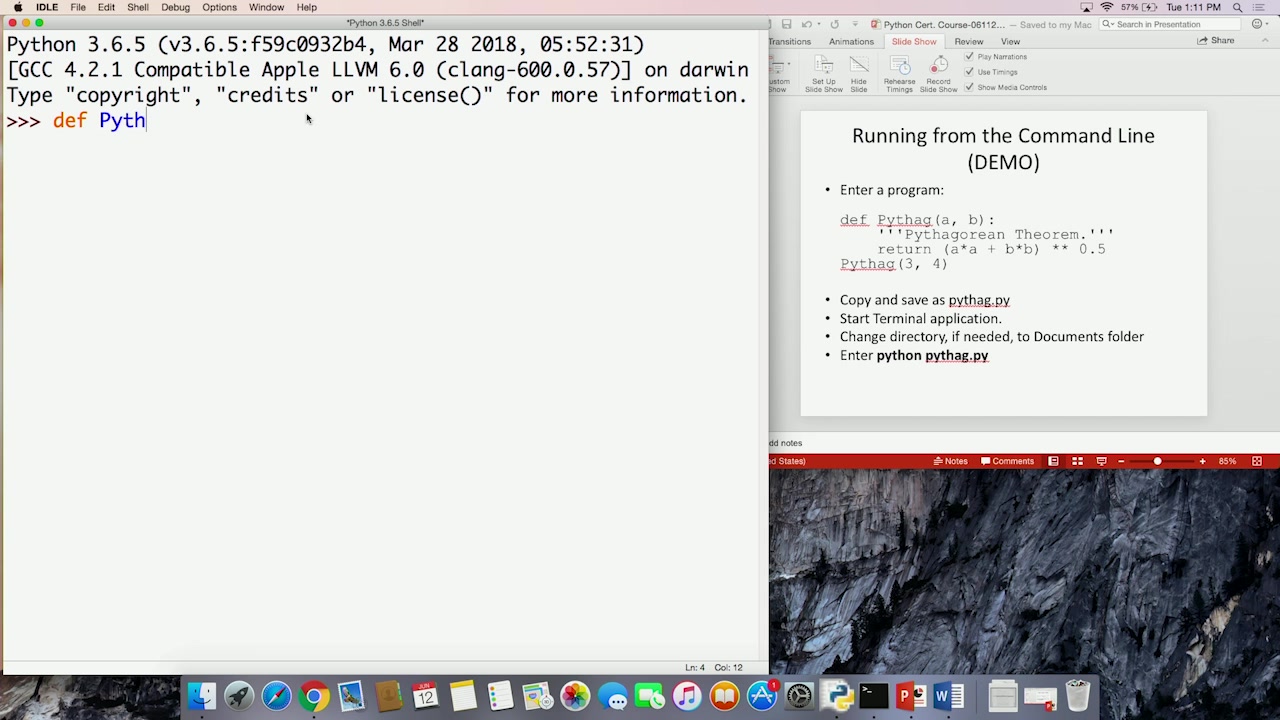 IDLE File Edit Shell Debug Options Window Help
57% Tue 1:11 PM
*Python 3.6.5 Shell*
Python 3.6.5 (v3.6.5:f59c0932b4, Mar 28 2018, 05:52:31)
[GCC 4.2.1 Compatible Apple LLVM 6.0 (clang-600.0.57)] on darwin
Type "copyright", "credits" or "license()" for more information.
>>> def Pyth
Ln: 4 Col: 12
Python Cert. Course-06112... — Saved to my Mac
Search in Presentation
Transitions Animations Slide Show Review View
Share
Set Up
Slide Show
Hide
Slide
Rehearse
Timings
Record
Slide Show
Play Narrations
Use Timings
Show Media Controls
Running from the Command Line
(DEMO)
• Enter a program:
def Pythag(a, b):
'''Pythagorean Theorem.'''
return (a*a + b*b) ** 0.5
Pythag(3, 4)
• Copy and save as pythag.py
• Start Terminal application.
• Change directory, if needed, to Documents folder
• Enter python pythag.py
dd notes
ed States)
Notes Comments
85%
JUN
12
1